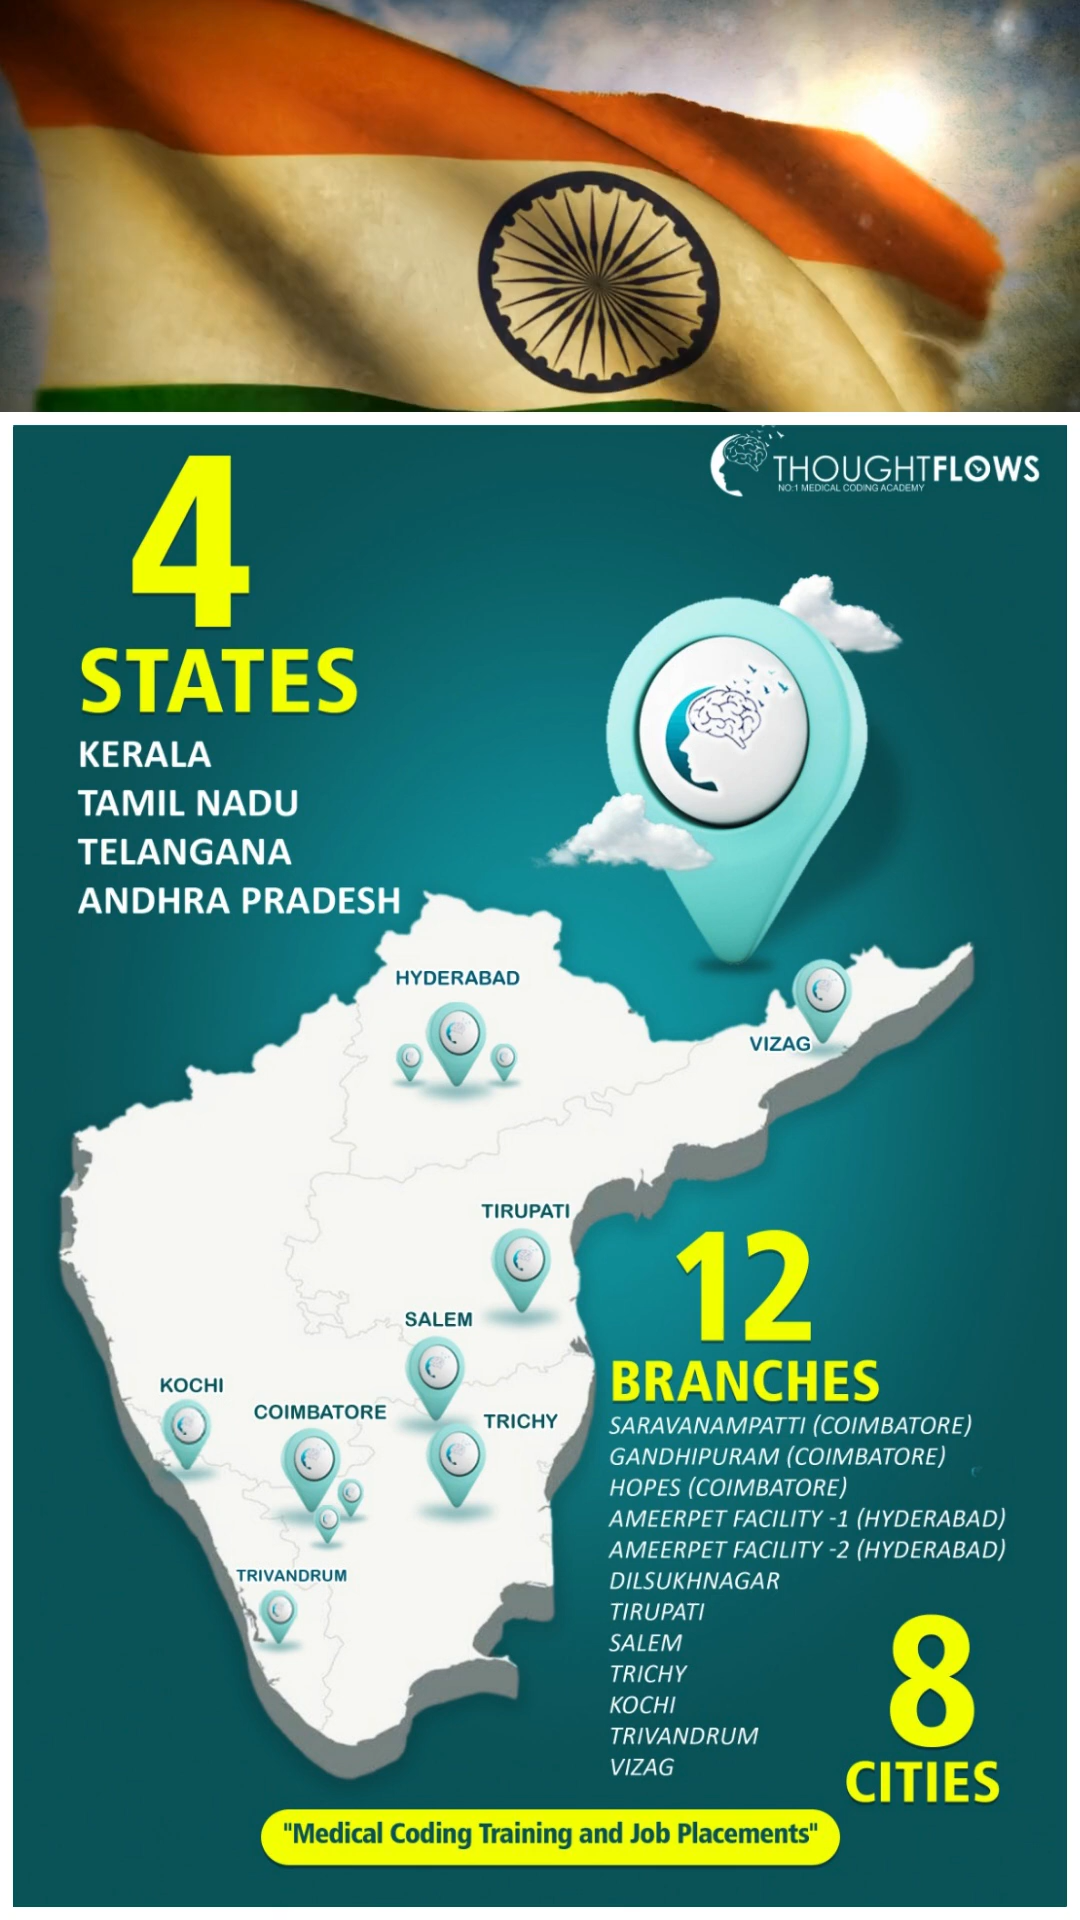 THOUGHTFLOWS
NO:1 MEDICAL CODING ACADEMY
4
STATES
KERALA
TAMIL NADU
TELANGANA
ANDHRA PRADESH
HYDERABAD
VIZAG
TIRUPATI
SALEM
KOCHI
COIMBATORE
TRICHY
TRIVANDRUM
12
BRANCHES
SARAVANAMPATTI (COIMBATORE)
GANDHIPURAM (COIMBATORE)
HOPES (COIMBATORE)
AMEERPET FACILITY -1 (HYDERABAD)
AMEERPET FACILITY -2 (HYDERABAD)
DILSUKHNAGAR
TIRUPATI
SALEM
TRICHY
KOCHI
TRIVANDRUM
VIZAG
8
CITIES
"Medical Coding Training and Job Placements"